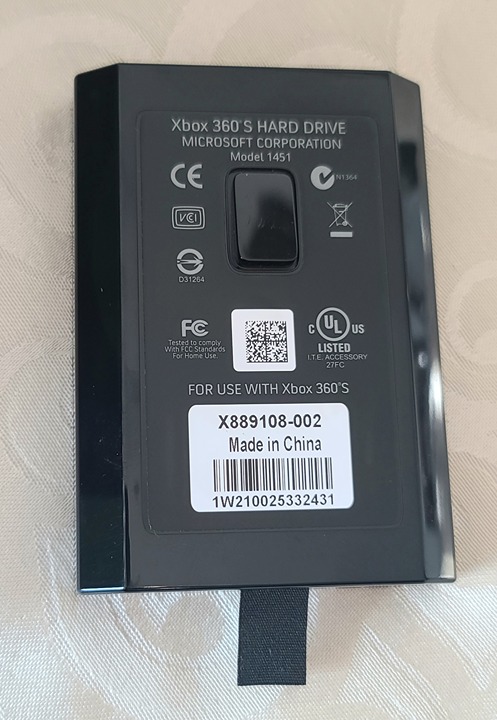 Xbox 360 S HARD DRIVE
MICROSOFT CORPORATION
Model 1451
CE
N1364
VCI
D31264
FC
Tested to comply
With FCC Standards
For Home Use.
C UL US
LISTED
I.T.E. ACCESSORY
27FC
FOR USE WITH Xbox 360 S
X889108-002
Made in China
1W210025332431